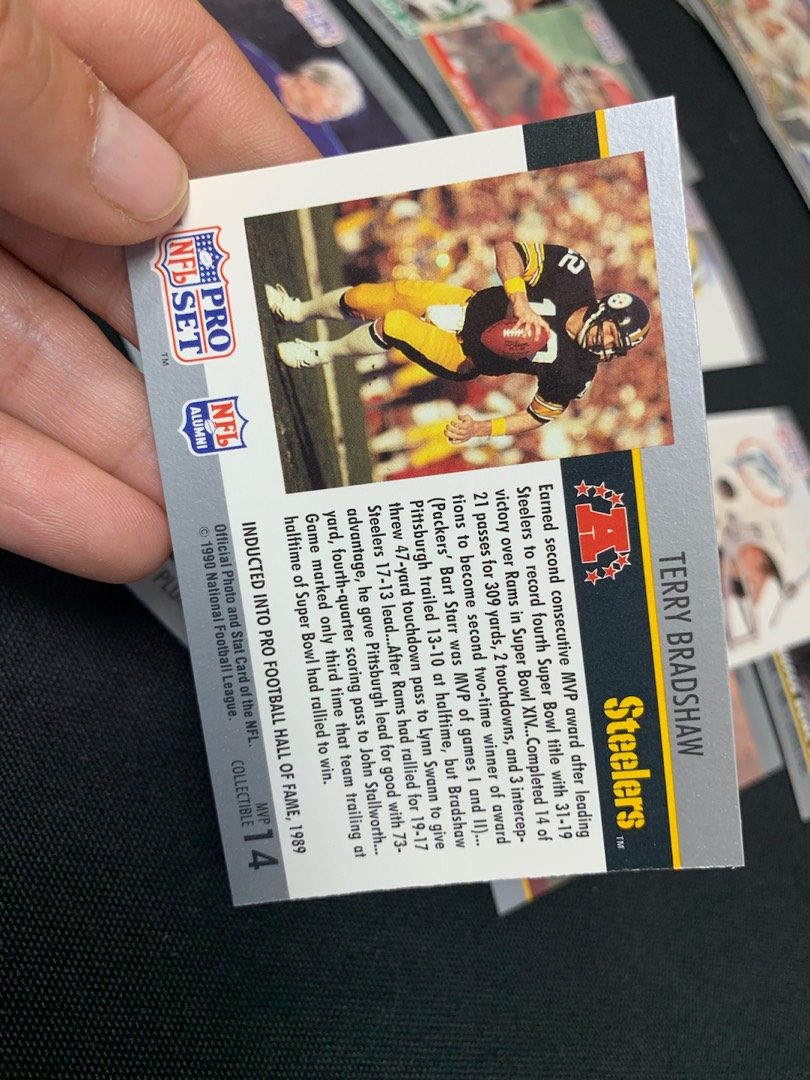 TERRY BRADSHAW
A
Steelers™
12
12
Earned second consecutive MVP award after leading
Steelers to record fourth Super Bowl title with 31-19
victory over Rams in Super Bowl XIV...Completed 14 of
21 passes for 309 yards, 2 touchdowns, and 3 intercep-
tions to become second two-time winner of award
(Packers' Bart Starr was MVP of games I and II)...
Pittsburgh trailed 13-10 at halftime, but Bradshaw
threw 47-yard touchdown pass to Lynn Swann to give
Steelers 17-13 lead...After Rams had rallied for 19-17
advantage, he gave Pittsburgh lead for good with 73-
yard, fourth-quarter scoring pass to John Stallworth...
Game marked only third time that team trailing at
halftime of Super Bowl had rallied to win.
INDUCTED INTO PRO FOOTBALL HALL OF FAME, 1989
PRO
NFL SET™
NFL
ALUMNI
Official Photo and Stat Card of the NFL.
© 1990 National Football League.
MVP
COLLECTIBLE 14